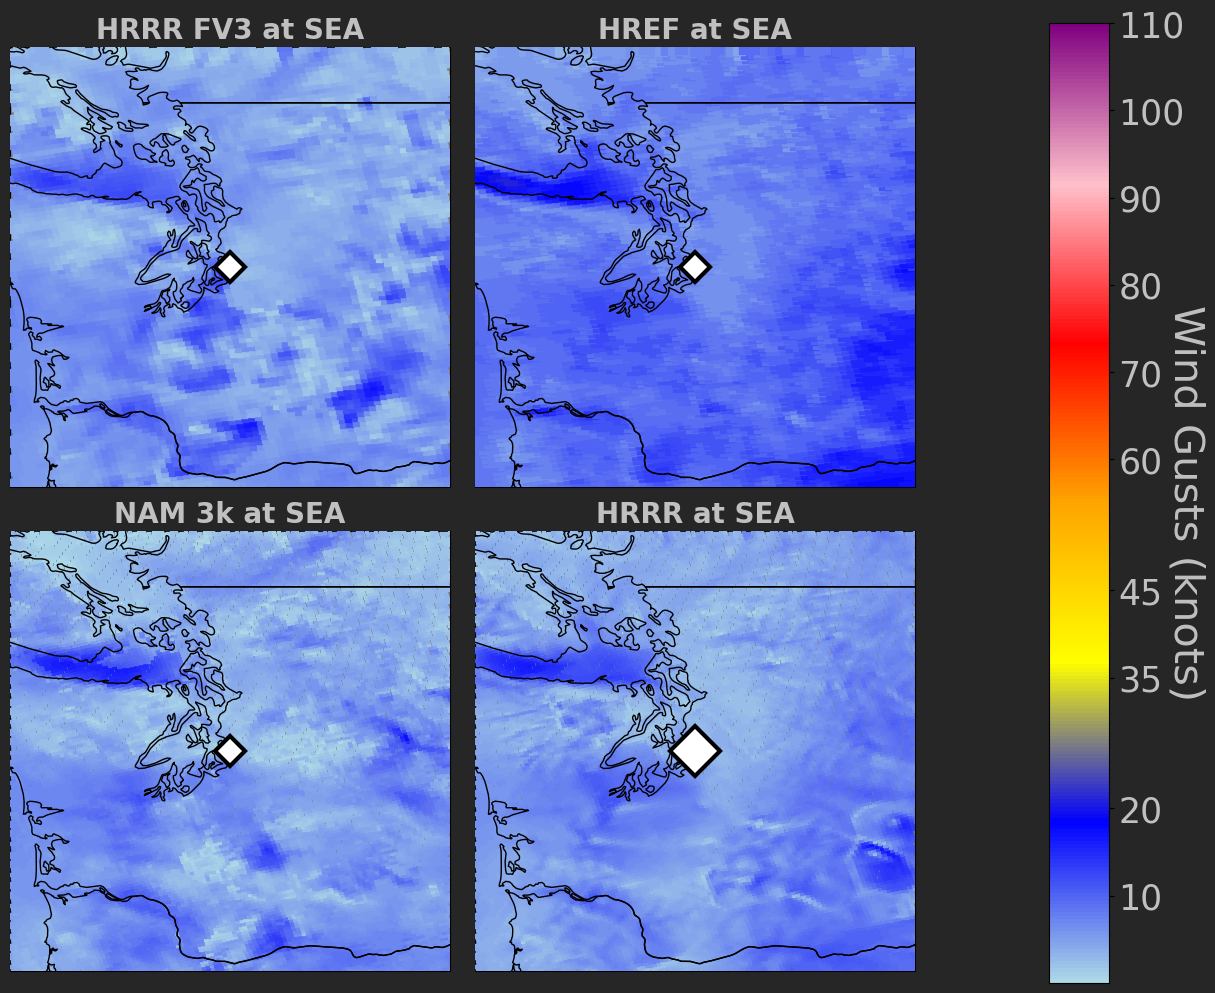 HRRR FV3 at SEA
HREF at SEA
NAM 3k at SEA
HRRR at SEA
110
100
90
80
70
60
45
35
20
10
Wind Gusts (knots)